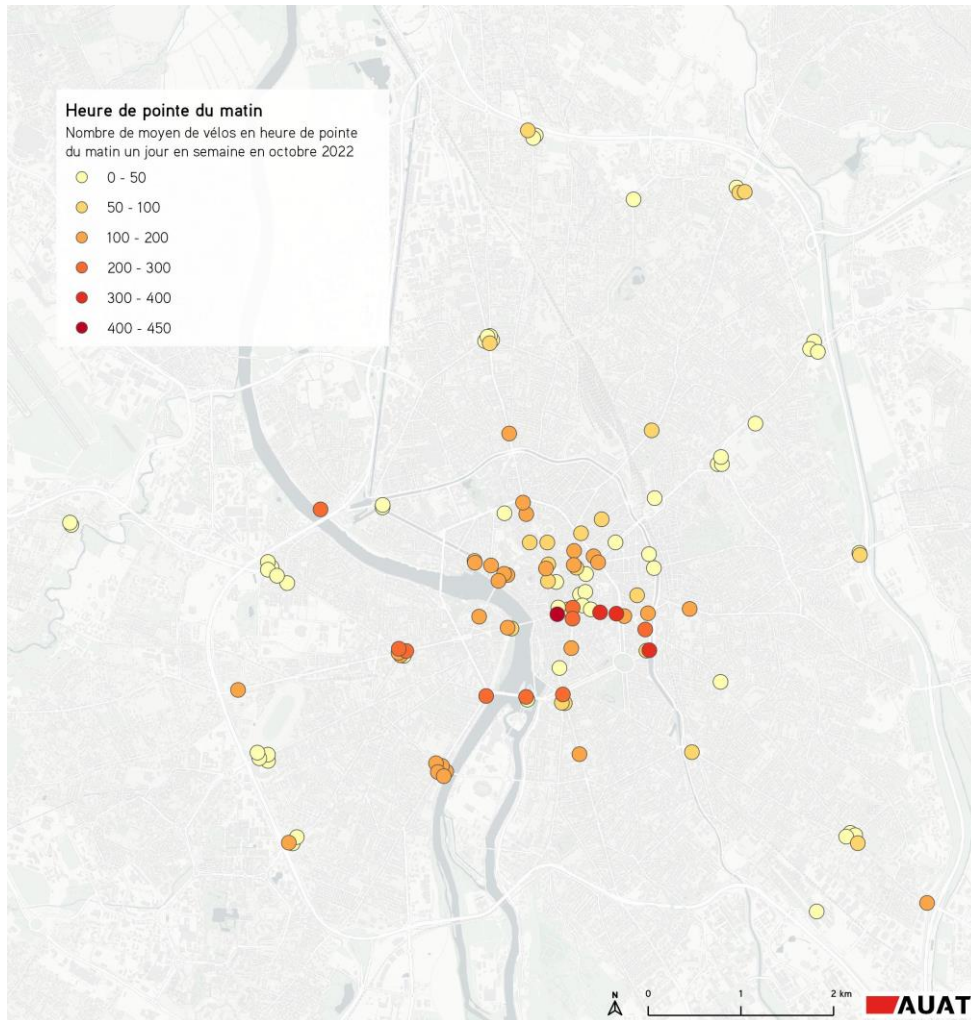 Heure de pointe du matin
Nombre de moyen de vélos en heure de pointe
du matin un jour en semaine en octobre 2022
0 - 50
50 - 100
100 - 200
200 - 300
300 - 400
400 - 450
N
0 1 2 km
AUAT